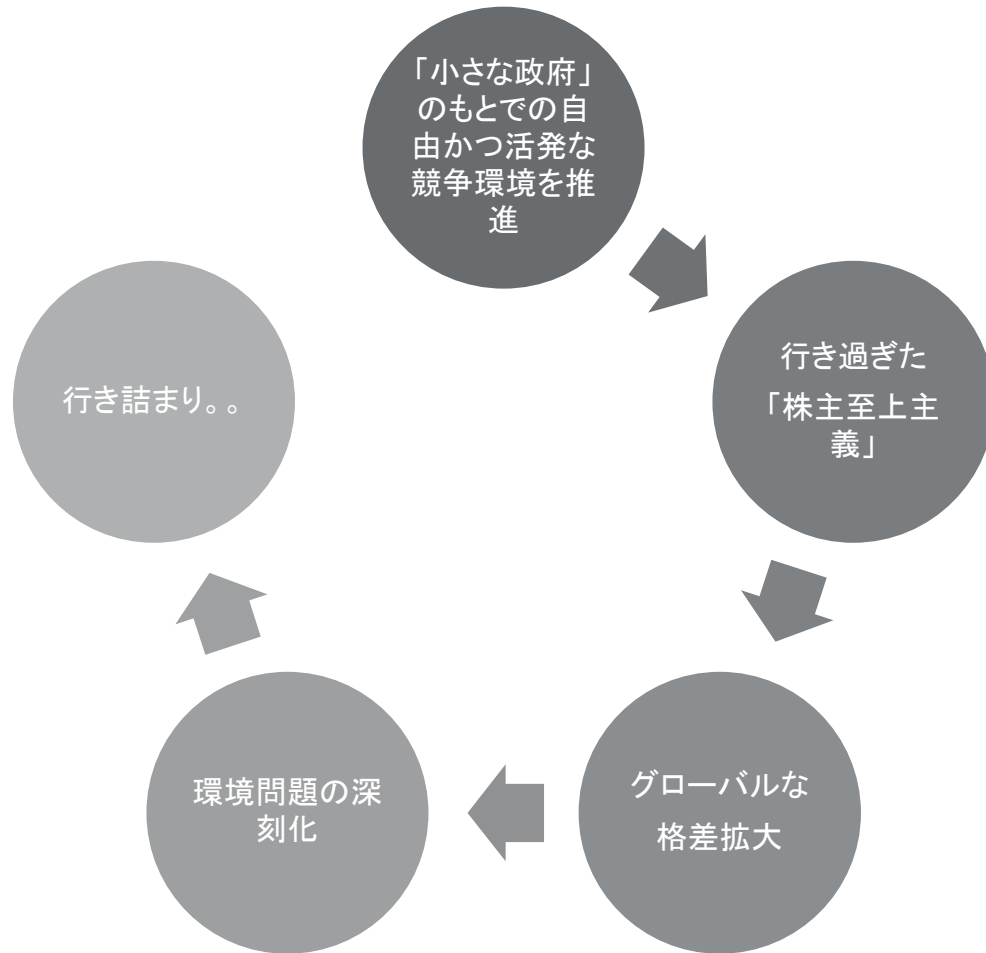 「小さな政府」
のもとでの自
由かつ活発な
競争環境を推
進
行き過ぎた
「株主至上主
義」
グローバルな
格差拡大
環境問題の深
刻化
行き詰まり。。